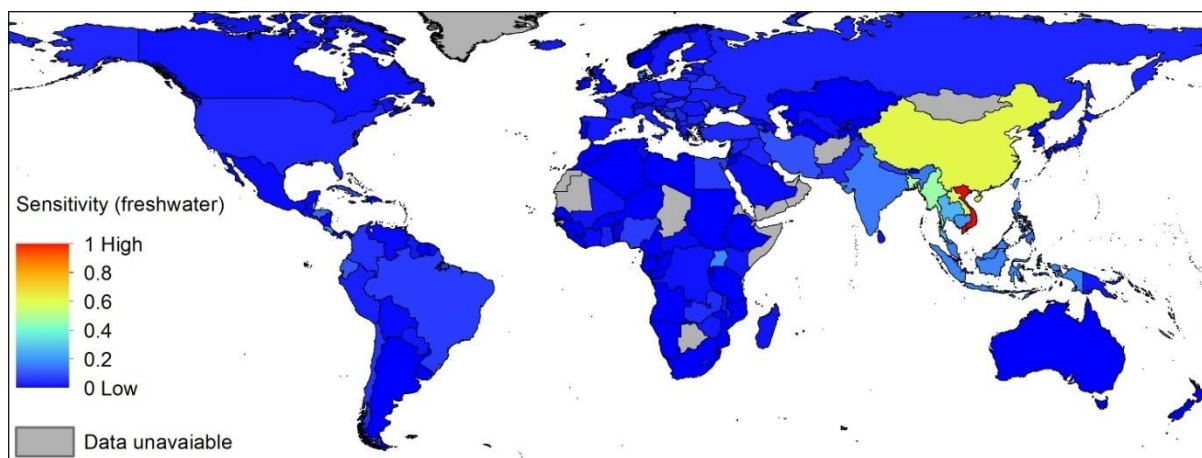 Sensitivity (freshwater)
1 High
0.8
0.6
0.4
0.2
0 Low
Data unavaiable